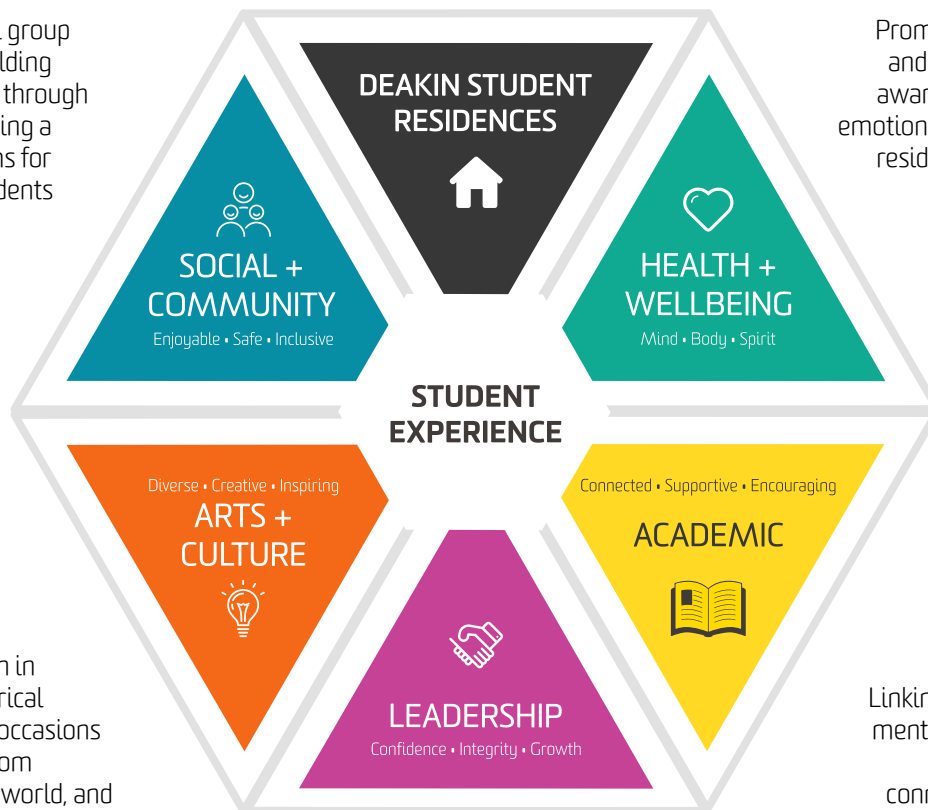 group
lding
through
ing a
ns for
dents
Prom
and
awar
emotion
resid
DEAKIN STUDENT
RESIDENCES
SOCIAL +
COMMUNITY
Enjoyable • Safe • Inclusive
HEALTH +
WELLBEING
Mind • Body • Spirit
STUDENT
EXPERIENCE
Diverse • Creative • Inspiring
ARTS +
CULTURE
Connected • Supportive • Encouraging
ACADEMIC
LEADERSHIP
Confidence • Integrity • Growth
in
rical
occasions
om
world, and
Linkin
ment
conn